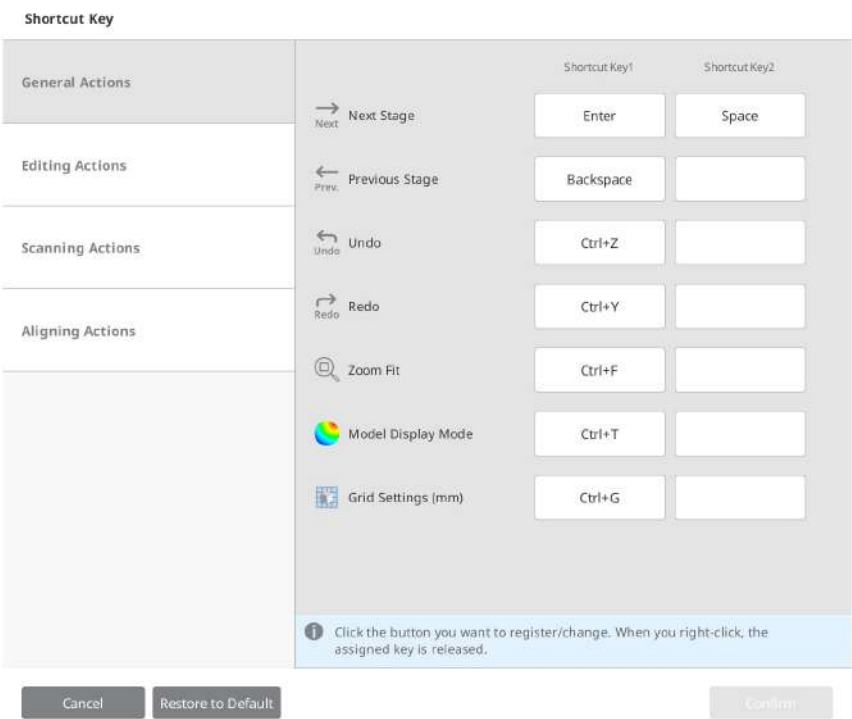 Shortcut Key
General Actions
Editing Actions
Scanning Actions
Aligning Actions
Shortcut Key1 Shortcut Key2
Next Next Stage Enter Space
Prev. Previous Stage Backspace
Undo Undo Ctrl+Z
Redo Redo Ctrl+Y
Zoom Fit Ctrl+F
Model Display Mode Ctrl+T
Grid Settings (mm) Ctrl+G
Click the button you want to register/change. When you right-click, the
assigned key is released.
Cancel Restore to Default Confirm